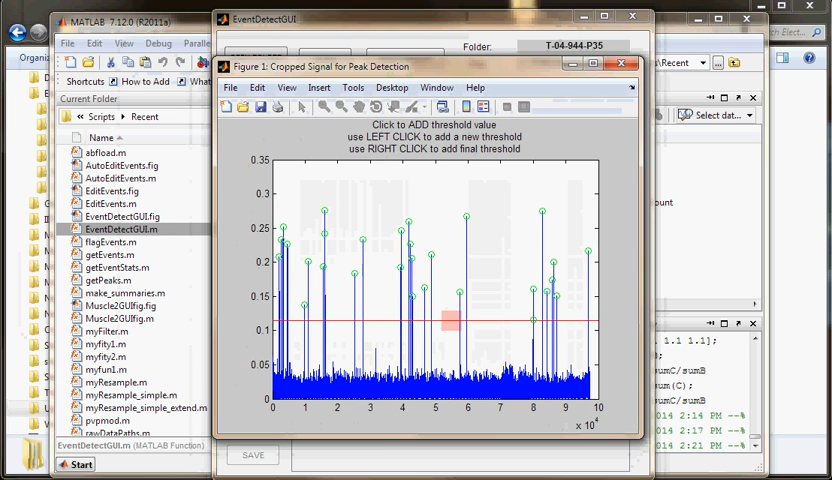 EventDetectGUI
MATLAB 7.12.0 (R2011a)
File Edit Debug Parallel
Folder: T-04-944-P35
Organiz
Search Elect...
\Recent
Figure 1: Cropped Signal for Peak Detection
File Edit View Insert Tools Desktop Window Help
Shortcuts How to Add What
Current Folder
« Scripts Recent
Select dat...
Name
abfload.m
AutoEditEvents.fig
AutoEditEvents.m
EditEvents.fig
EditEvents.m
EventDetectGUI.fig
EventDetectGUI.m
flagEvents.m
getEvents.m
getEventStats.m
getPeaks.m
make_summaries.m
Muscle2GUIfig.fig
Muscle2GUIfig.m
myFilter.m
myfity1.m
myfity2.m
myfun1.m
myResample.m
myResample_simple.m
myResample_simple_extend.m
pvpmod.m
rawDataPaths.m
EventDetectGUI.m (MATLAB Function)
Start
Click to ADD threshold value
use LEFT CLICK to add a new threshold
use RIGHT CLICK to add final threshold
0.35
0.3
0.25
0.2
0.15
0.1
0.05
0
0 1 2 3 4 5 6 7 8 9 10
x 10^4
SAVE
ount
1.1 1.1];
B;
sumC/sumB
sum(C);
sumC/sumB
014 2:14 PM --%
014 2:17 PM --%
014 2:21 PM --%